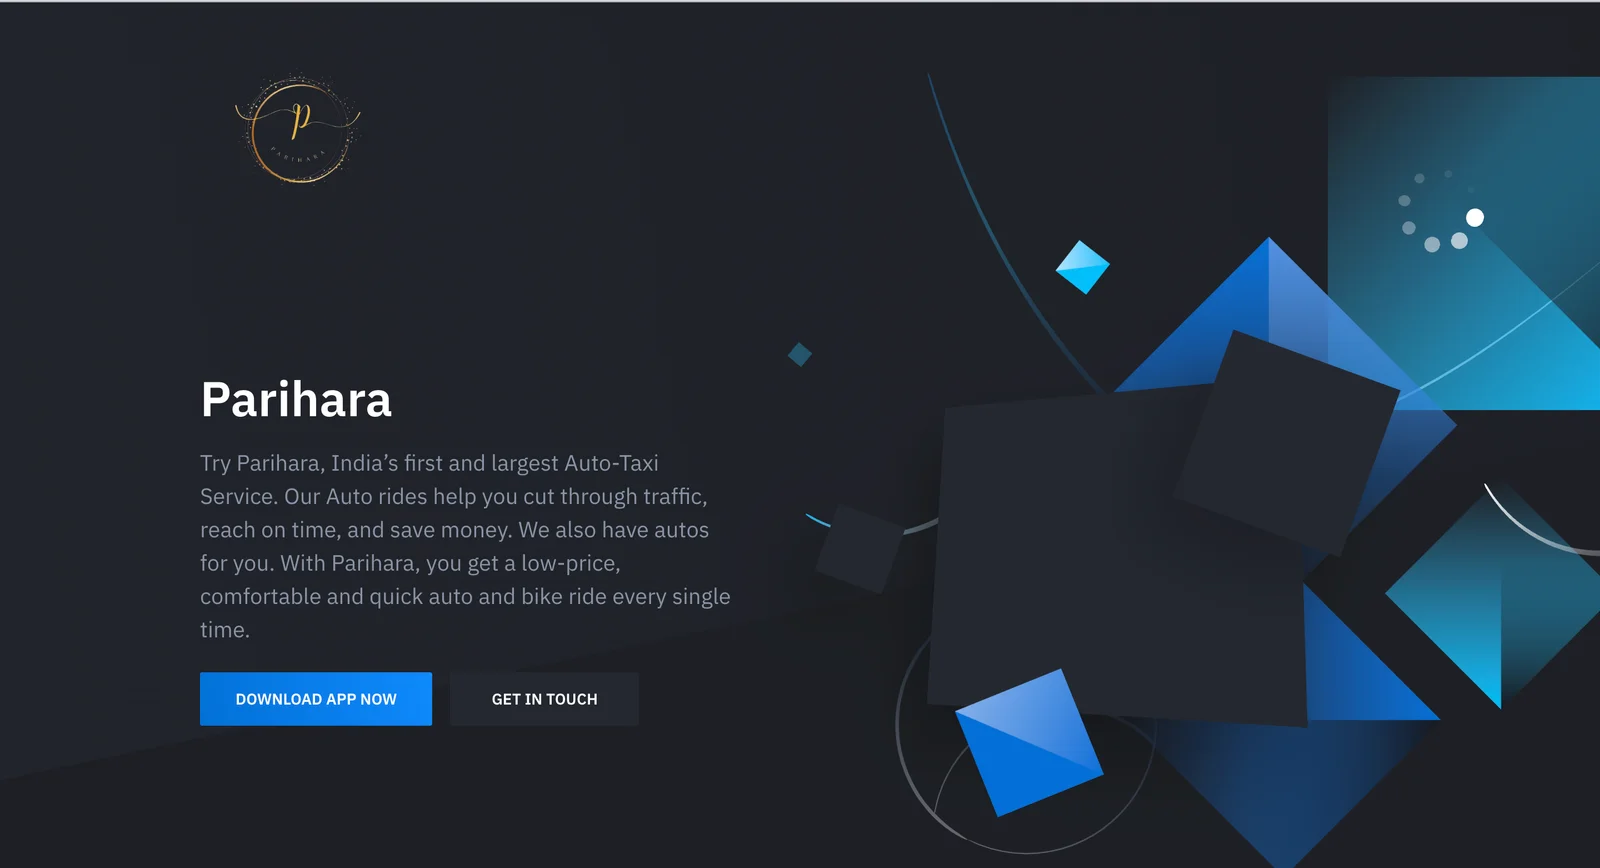 p
PARIHARA
Parihara
Try Parihara, India’s first and largest Auto-Taxi
Service. Our Auto rides help you cut through traffic,
reach on time, and save money. We also have autos
for you. With Parihara, you get a low-price,
comfortable and quick auto and bike ride every single
time.
DOWNLOAD APP NOW
GET IN TOUCH